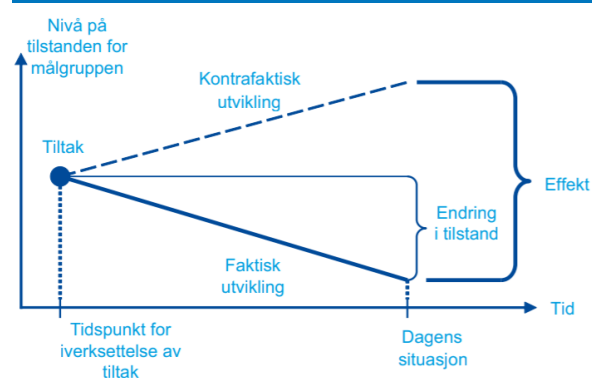 Nivå på
tilstanden for
målgruppen
Kontrafaktisk
utvikling
Tiltak
Effekt
Endring
i tilstand
Faktisk
utvikling
Tid
Tidspunkt for
iverksettelse av
tiltak
Dagens
situasjon